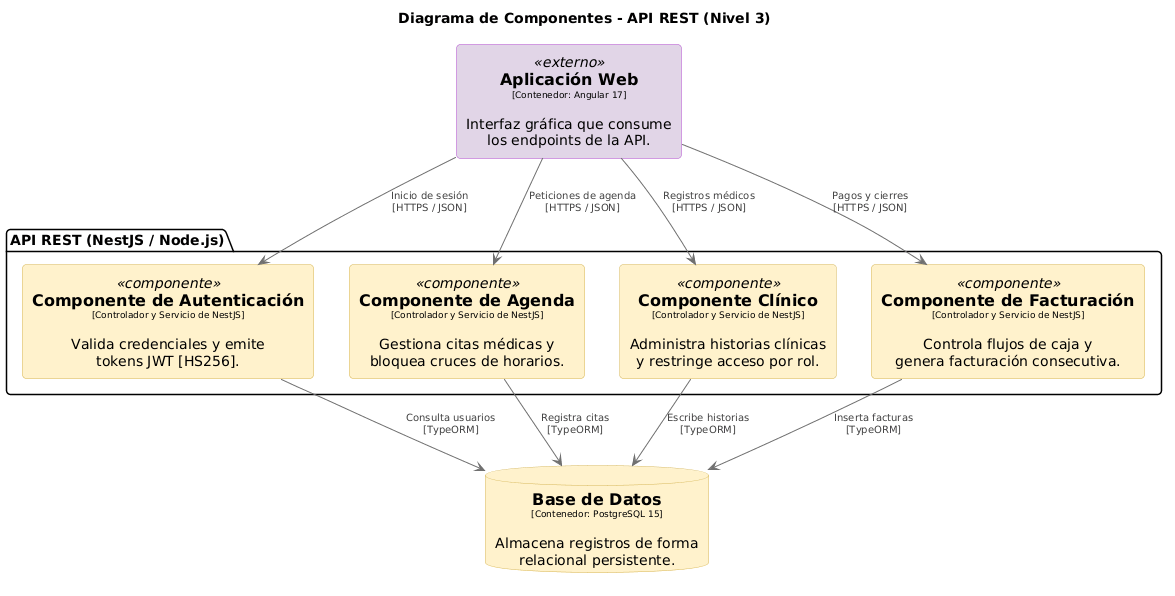 Diagrama de Componentes - API REST (Nivel 3)
«externo»
Aplicación Web
[Contenedor: Angular 17]
Interfaz gráfica que consume
los endpoints de la API.
Inicio de sesión
[HTTPS / JSON]
Peticiones de agenda
[HTTPS / JSON]
Registros médicos
[HTTPS / JSON]
Pagos y cierres
[HTTPS / JSON]
API REST (NestJS / Node.js)
«componente»
Componente de Autenticación
[Controlador y Servicio de NestJS]
Valida credenciales y emite
tokens JWT [HS256].
«componente»
Componente de Agenda
[Controlador y Servicio de NestJS]
Gestiona citas médicas y
bloquea cruces de horarios.
«componente»
Componente Clínico
[Controlador y Servicio de NestJS]
Administra historias clínicas
y restringe acceso por rol.
«componente»
Componente de Facturación
[Controlador y Servicio de NestJS]
Controla flujos de caja y
genera facturación consecutiva.
Consulta usuarios
[TypeORM]
Registra citas
[TypeORM]
Escribe historias
[TypeORM]
Inserta facturas
[TypeORM]
Base de Datos
[Contenedor: PostgreSQL 15]
Almacena registros de forma
relacional persistente.